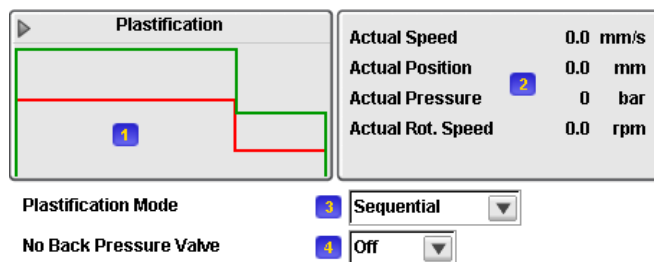 Plastification
1
Actual Speed 0.0 mm/s
Actual Position 0.0 mm
2
Actual Pressure 0 bar
Actual Rot. Speed 0.0 rpm
Plastification Mode 3 Sequential
No Back Pressure Valve 4 Off